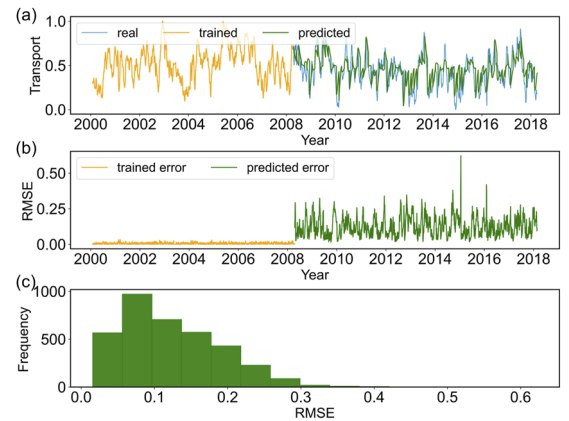 (a)
1.0
0.5
0.0
Transport
real trained predicted
2000 2002 2004 2006 2008 2010 2012 2014 2016 2018
Year
(b)
0.50
0.25
0.00
RMSE
trained error predicted error
2000 2002 2004 2006 2008 2010 2012 2014 2016 2018
Year
(c)
1000
500
0
Frequency
0.0 0.1 0.2 0.3 0.4 0.5 0.6
RMSE